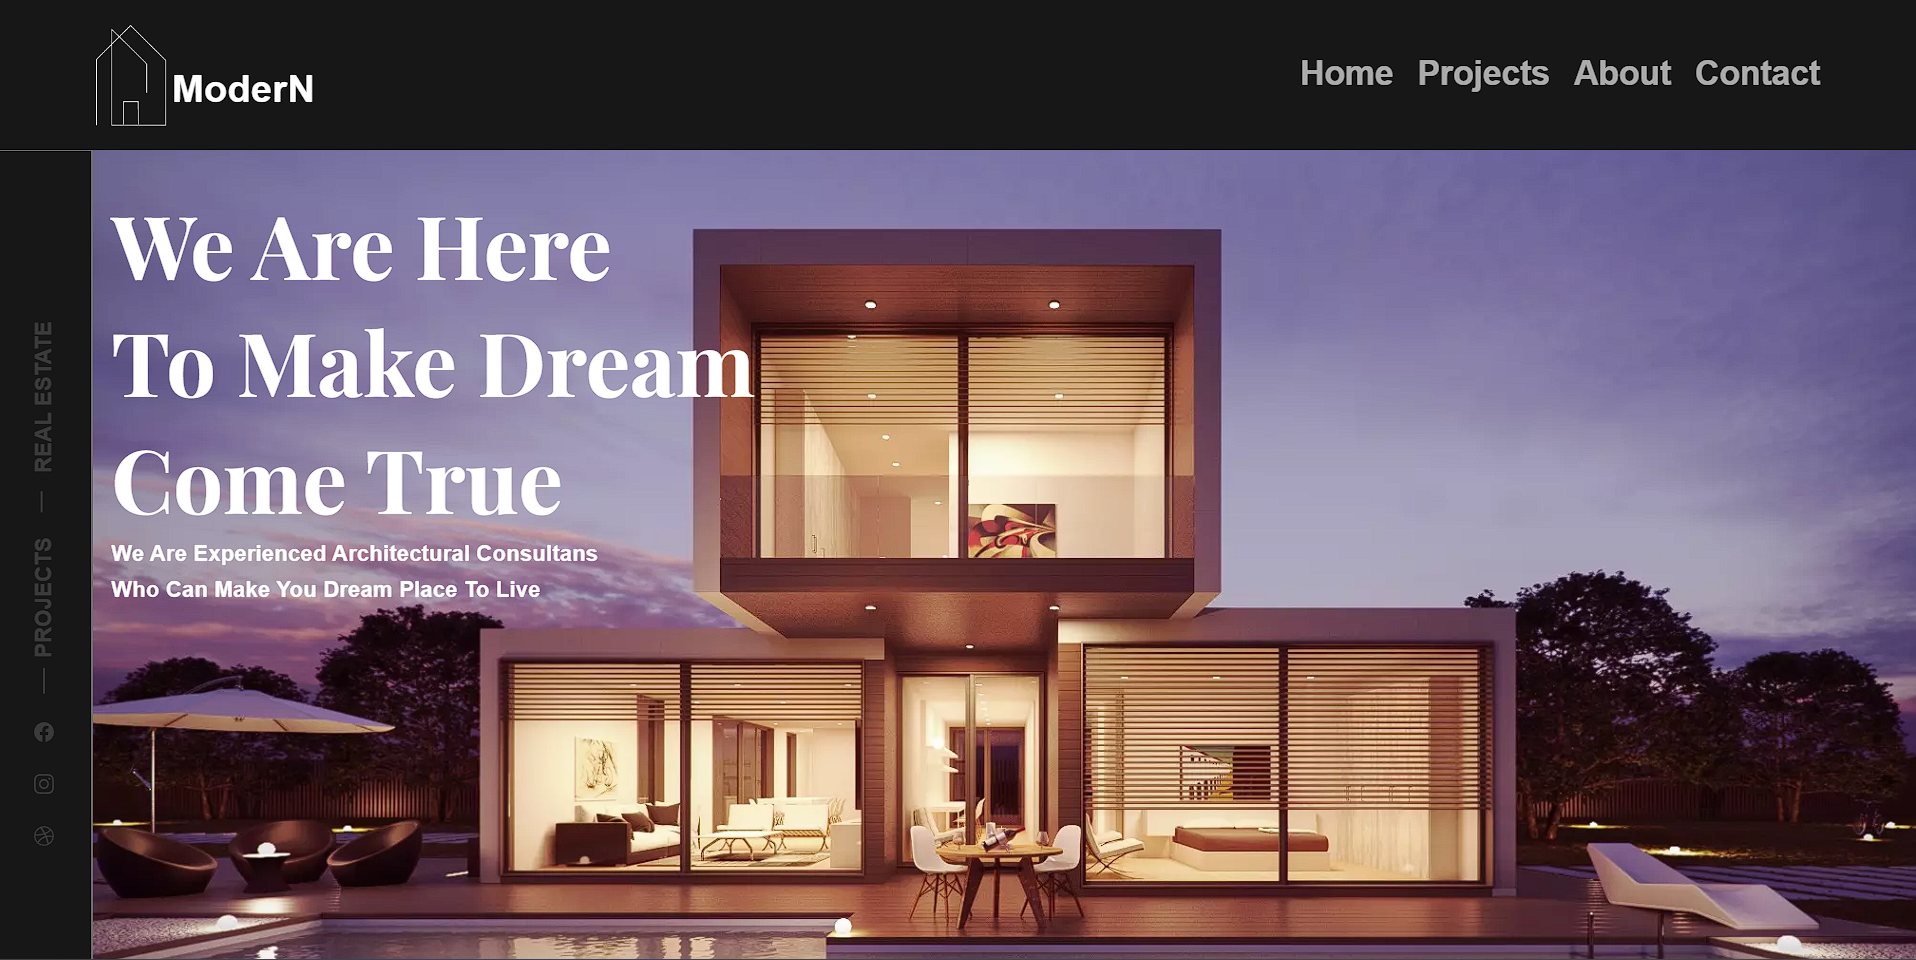 ModerN
Home Projects About Contact
We Are Here
To Make Dream
Come True
We Are Experienced Architectural Consultans
Who Can Make You Dream Place To Live
REAL ESTATE
PROJECTS